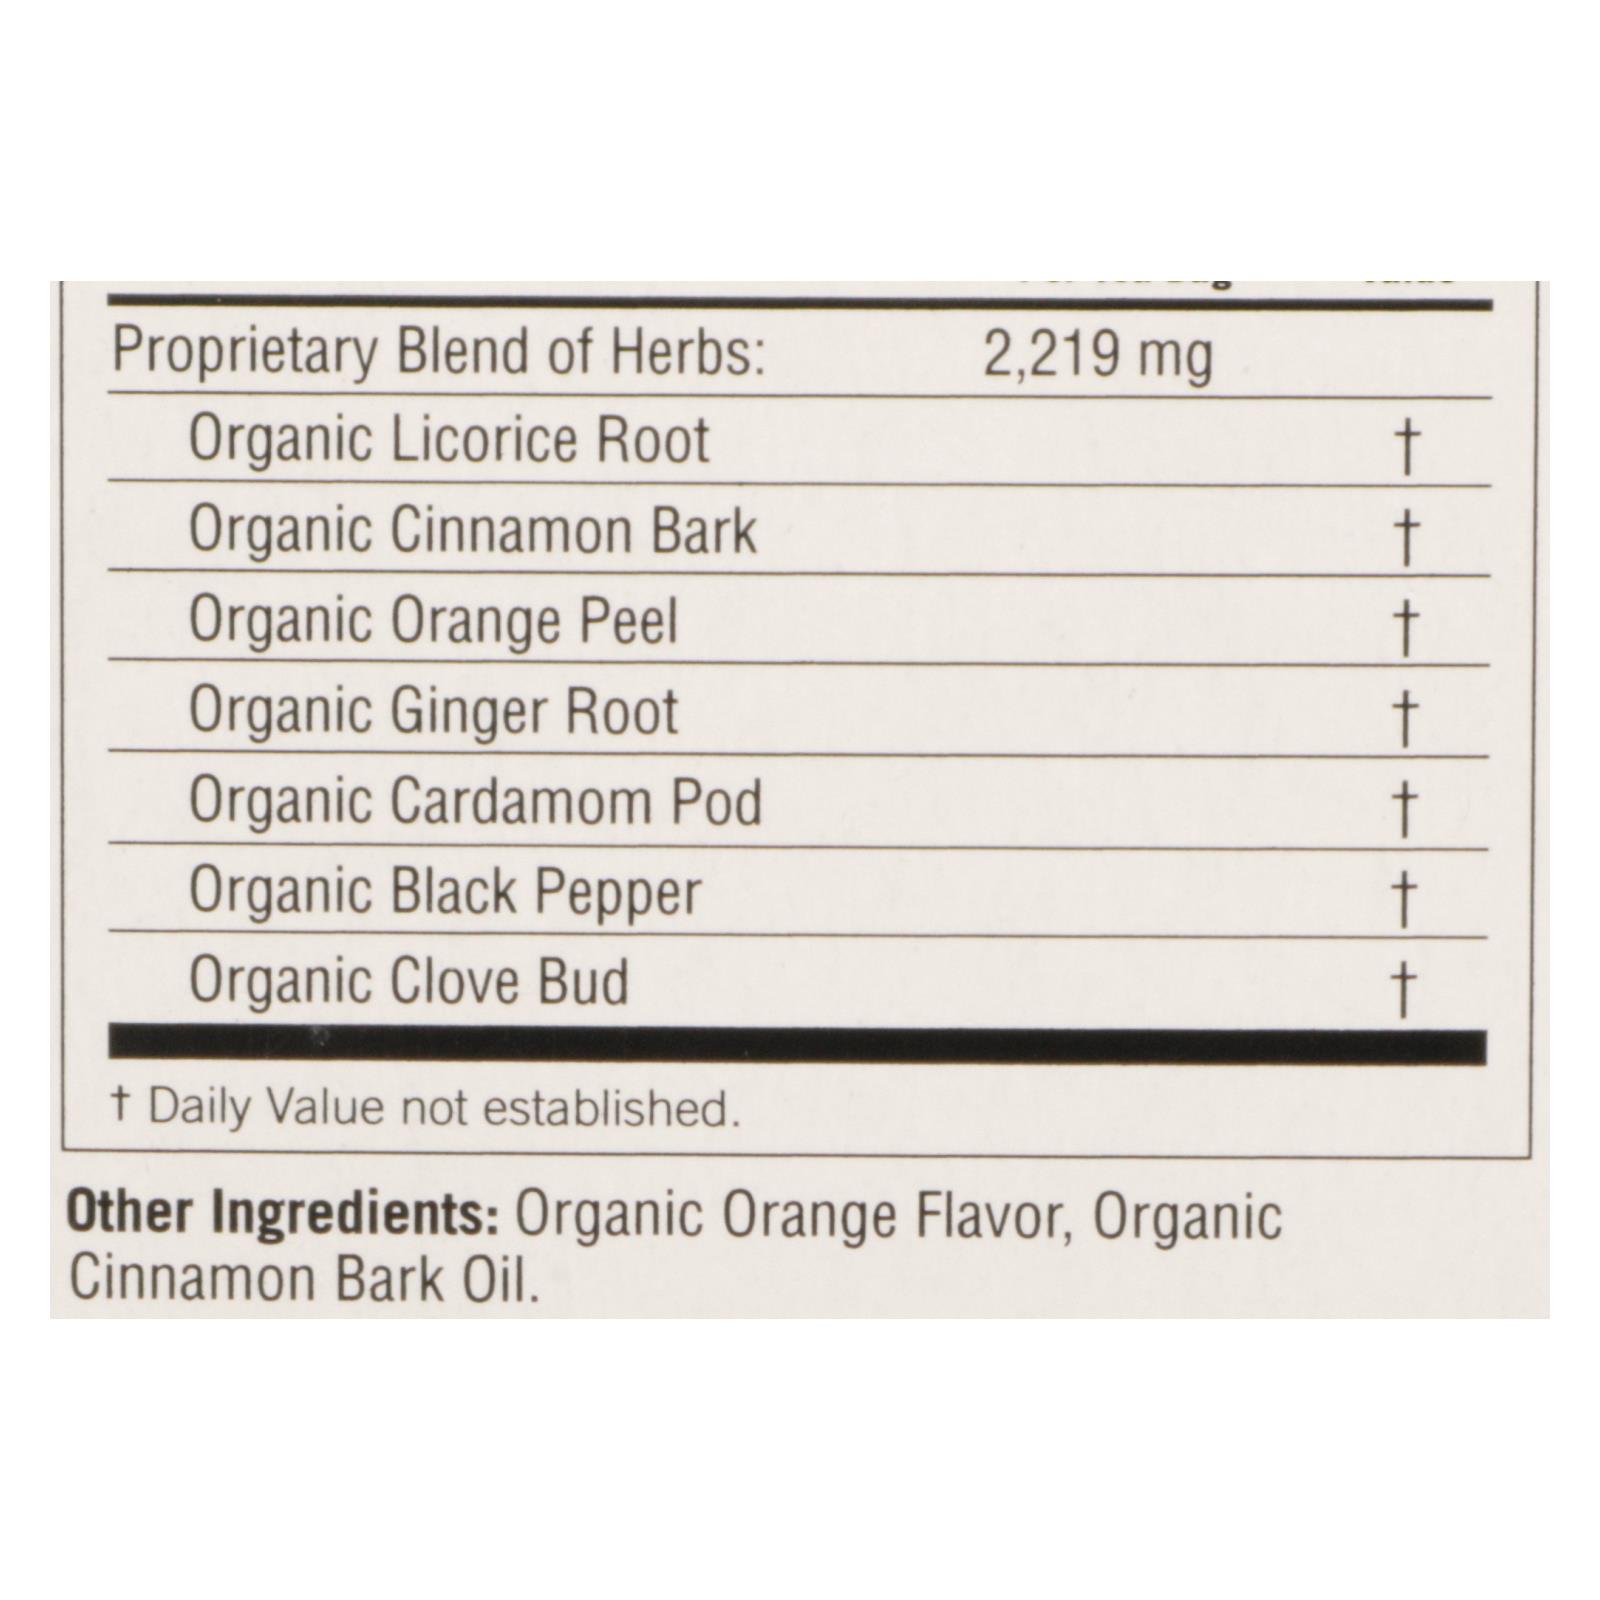 Proprietary Blend of Herbs: 2,219 mg
Organic Licorice Root †
Organic Cinnamon Bark †
Organic Orange Peel †
Organic Ginger Root †
Organic Cardamom Pod †
Organic Black Pepper †
Organic Clove Bud †
† Daily Value not established.
Other Ingredients: Organic Orange Flavor, Organic
Cinnamon Bark Oil.